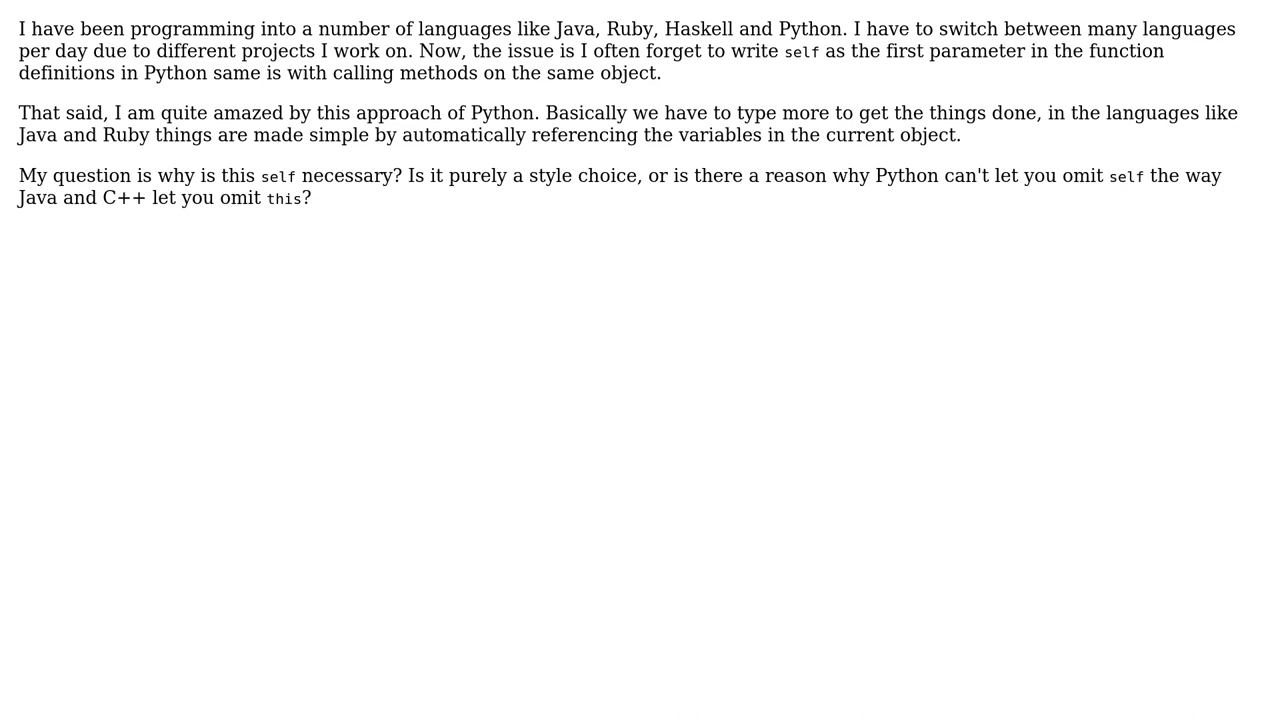 I have been programming into a number of languages like Java, Ruby, Haskell and Python. I have to switch between many languages
per day due to different projects I work on. Now, the issue is I often forget to write self as the first parameter in the function
definitions in Python same is with calling methods on the same object.
That said, I am quite amazed by this approach of Python. Basically we have to type more to get the things done, in the languages like
Java and Ruby things are made simple by automatically referencing the variables in the current object.
My question is why is this self necessary? Is it purely a style choice, or is there a reason why Python can't let you omit self the way
Java and C++ let you omit this?